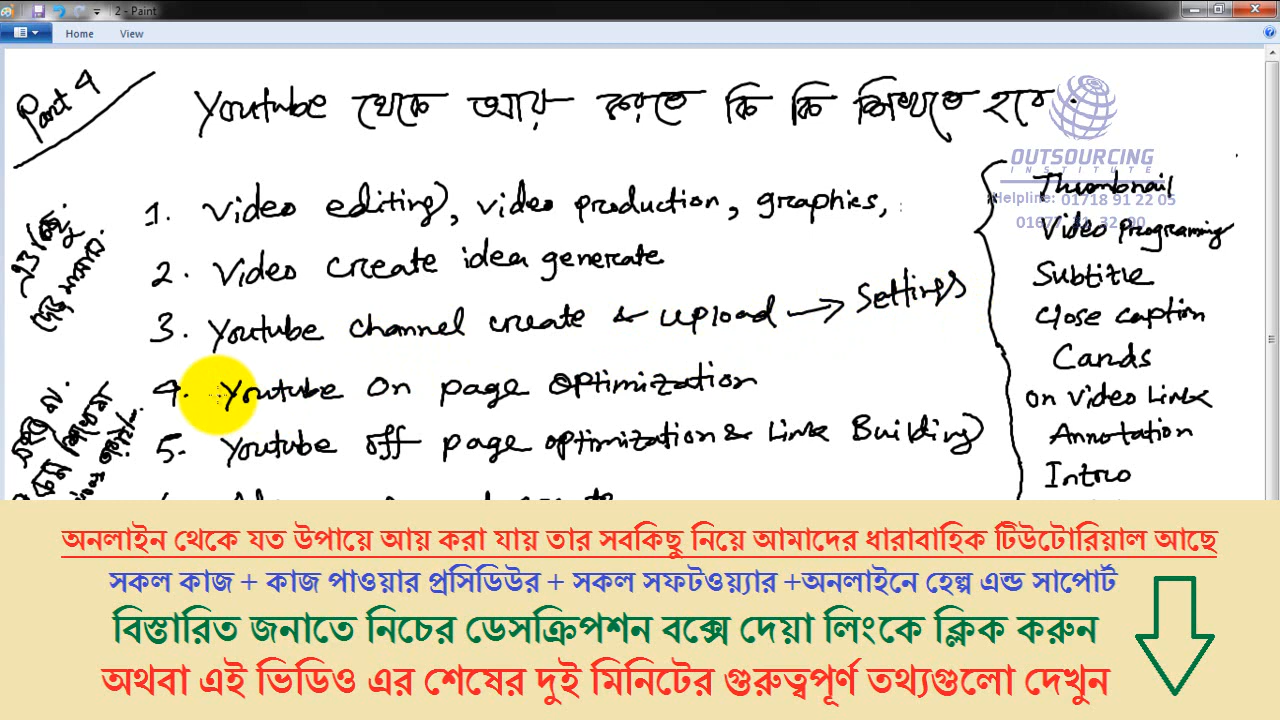 2 - Paint
Home View
Part 4
Youtube থেকে আয় করতে কি কি শিখতে হবে.
OUTSOURCING
INSTITUTE
Helpline: 01718 91 22 05
1. Video editing, video production, graphics,
2. Video create idea generate
3. Youtube channel create & upload → Settings
4. Youtube On page Optimization
5. Youtube off page optimization & Link Building
Thumbnail
Video Programing
Subtitle
Close caption
Cards
on video Link
Annotation
Intro
অনলাইন থেকে যত উপায়ে আয় করা যায় তার সবকিছু নিয়ে আমাদের ধারাবাহিক টিউটোরিয়াল আছে
সকল কাজ + কাজ পাওয়ার প্রসিডিউর + সকল সফটওয়্যার +অনলাইনে হেল্প এন্ড সাপোর্ট
বিস্তারিত জনাতে নিচের ডেসক্রিপশন বক্সে দেয়া লিংকে ক্লিক করুন
অথবা এই ভিডিও এর শেষের দুই মিনিটের গুরুত্বপূর্ণ তথ্যগুলো দেখুন